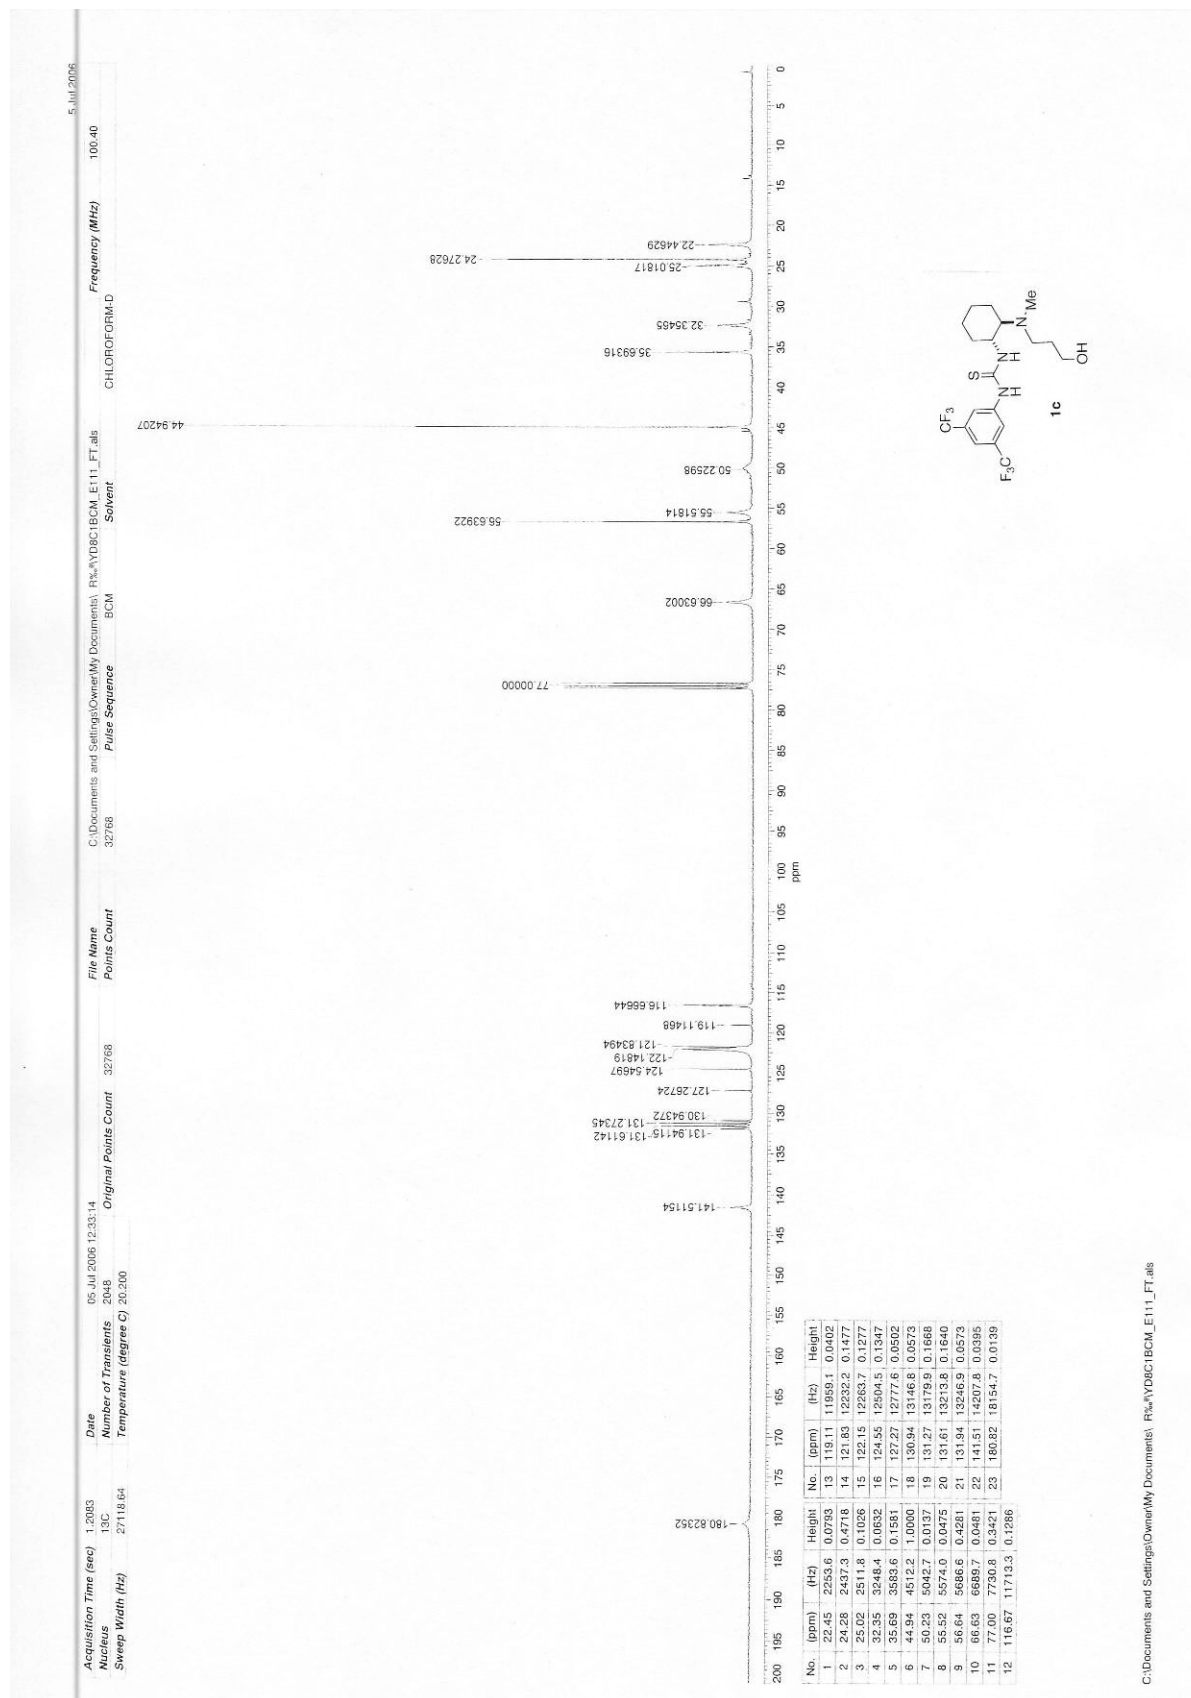 5 Jul 2006
Acquisition Time (sec) 1.2083 Date 05 Jul 2006 12:33:14 File Name C:\Documents and Settings\Owner\My Documents\ R‰ª\YD8C1BCM_E111_FT.als Frequency (MHz) 100.40
Nucleus 13C Number of Transients 2048 Original Points Count 32768 Points Count 32768 Pulse Sequence BCM Solvent CHLOROFORM-D
Sweep Width (Hz) 27118.64 Temperature (degree C) 20.200
180.82352
141.51154
131.94115
131.61142
131.27345
130.94372
127.26724
124.54697
122.14819
121.83494
119.11468
116.66644
77.00000
66.63002
56.63922
55.51814
50.22598
44.94207
35.69316
32.35465
25.01817
24.27628
22.44629
200 195 190 185 180 175 170 165 160 155 150 145 140 135 130 125 120 115 110 105 100 95 90 85 80 75 70 65 60 55 50 45 40 35 30 25 20 15 10 5 0
ppm
No. (ppm) (Hz) Height
1 22.45 2253.6 0.0793
2 24.28 2437.3 0.4718
3 25.02 2511.8 0.1026
4 32.35 3248.4 0.0632
5 35.69 3583.6 0.1581
6 44.94 4512.2 1.0000
7 50.23 5042.7 0.0137
8 55.52 5574.0 0.0475
9 56.64 5686.6 0.4281
10 66.63 6689.7 0.0481
11 77.00 7730.8 0.3421
12 116.67 11713.3 0.1286
No. (ppm) (Hz) Height
13 119.11 11959.1 0.0402
14 121.83 12232.2 0.1477
15 122.15 12263.7 0.1277
16 124.55 12504.5 0.1347
17 127.27 12777.6 0.0502
18 130.94 13146.8 0.0573
19 131.27 13179.9 0.1668
20 131.61 13213.8 0.1640
21 131.94 13246.9 0.0573
22 141.51 14207.8 0.0395
23 180.82 18154.7 0.0139
CF3
S
F3C
N
H
N
H
N
Me
OH
1c
C:\Documents and Settings\Owner\My Documents\ R‰ª\YD8C1BCM_E111_FT.als